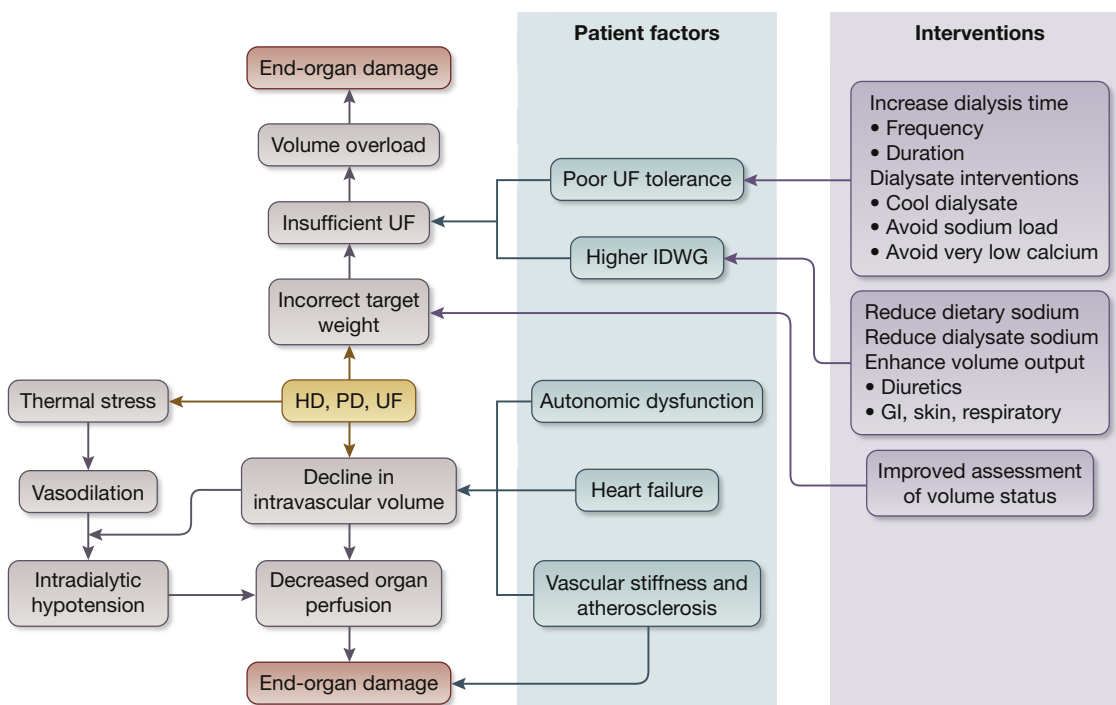 Patient factors
Interventions
End-organ damage
Volume overload
Insufficient UF
Incorrect target
weight
HD, PD, UF
Thermal stress
Vasodilation
Decline in
intravascular volume
Intradialytic
hypotension
Decreased organ
perfusion
End-organ damage
Poor UF tolerance
Higher IDWG
Autonomic dysfunction
Heart failure
Vascular stiffness and
atherosclerosis
Increase dialysis time
• Frequency
• Duration
Dialysate interventions
• Cool dialysate
• Avoid sodium load
• Avoid very low calcium
Reduce dietary sodium
Reduce dialysate sodium
Enhance volume output
• Diuretics
• GI, skin, respiratory
Improved assessment
of volume status